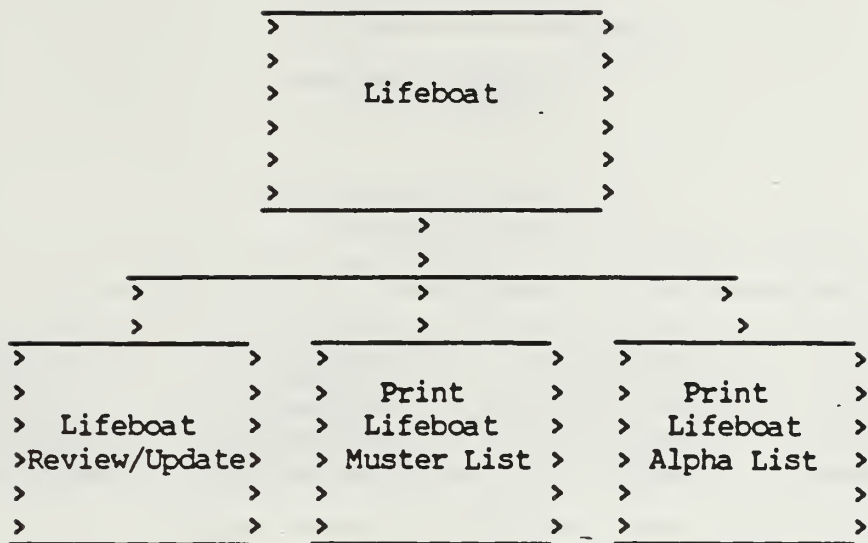 Lifeboat
Lifeboat
Review/Update
Print
Lifeboat
Muster List
Print
Lifeboat
Alpha List